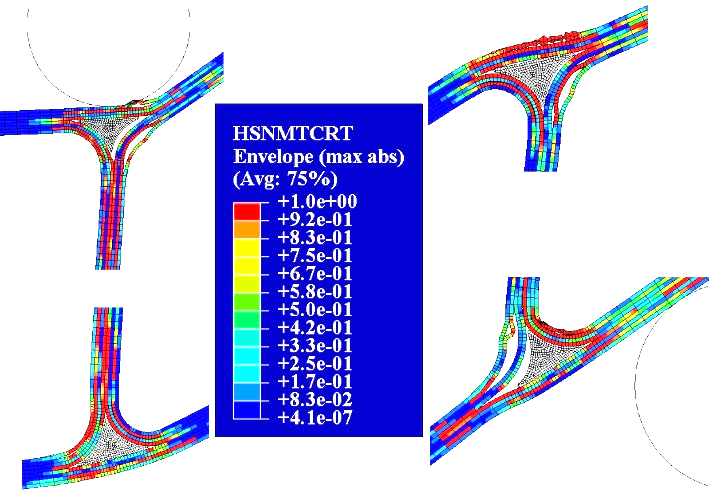 HSNMTCRT
Envelope (max abs)
(Avg: 75%)
+1.0e+00
+9.2e-01
+8.3e-01
+7.5e-01
+6.7e-01
+5.8e-01
+5.0e-01
+4.2e-01
+3.3e-01
+2.5e-01
+1.7e-01
+8.3e-02
+4.1e-07